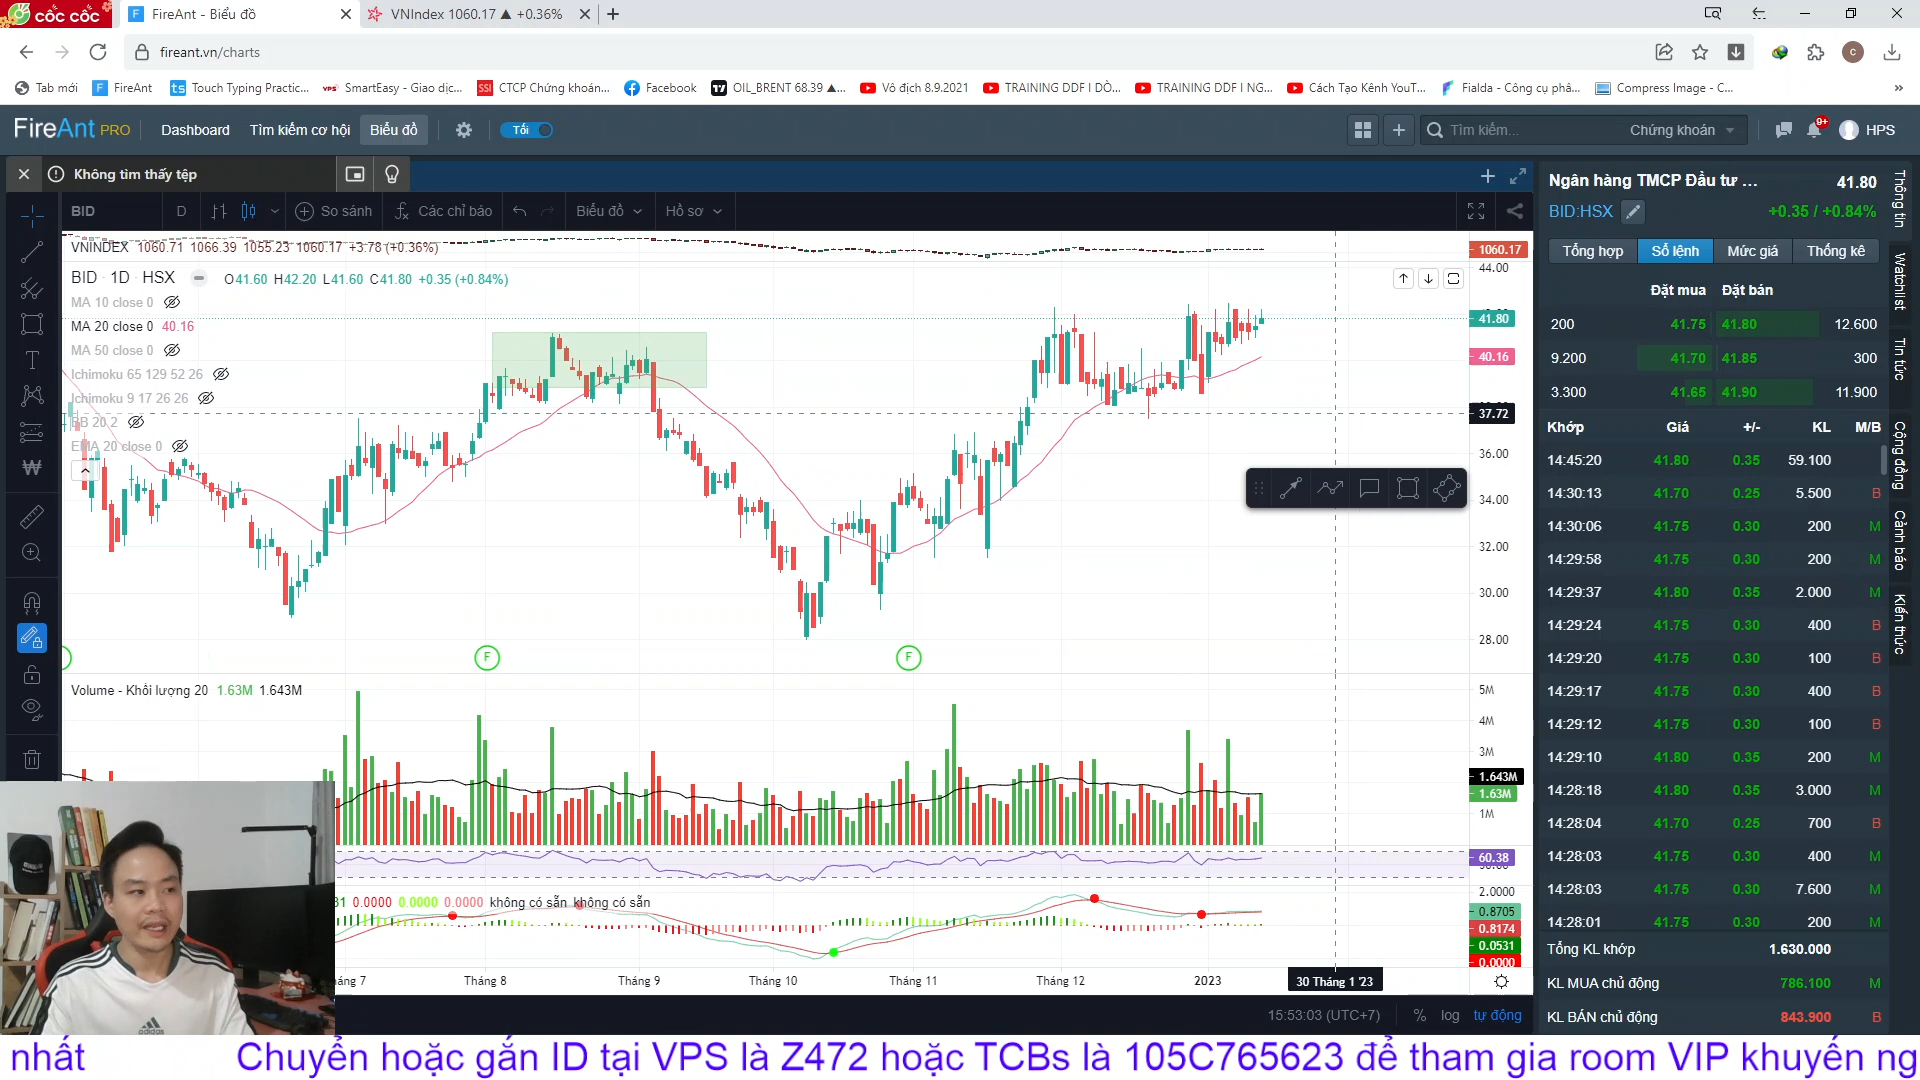 cốc cốc
FireAnt - Biểu đồ
VNIndex 1060.17 ▲ +0.36%
fireant.vn/charts
C
Tab mới
FireAnt
Touch Typing Practic...
SmartEasy - Giao dịc...
CTCP Chứng khoán...
Facebook
OIL_BRENT 68.39 ▲...
Vô địch 8.9.2021
TRAINING DDF I DÒ...
TRAINING DDF I NG...
Cách Tạo Kênh YouT...
Fialda - Công cụ phâ...
Compress Image - C...
FireAnt PRO
Dashboard
Tìm kiếm cơ hội
Biểu đồ
Tối
Tìm kiếm...
Chứng khoán
9+
HPS
Không tìm thấy tệp
BID
D
So sánh
Các chỉ báo
Biểu đồ
Hồ sơ
VNINDEX 1060.71 1066.39 1055.23 1060.17 +3.78 (+0.36%)
BID · 1D · HSX
O41.60 H42.20 L41.60 C41.80 +0.35 (+0.84%)
MA 10 close 0
MA 20 close 0 40.16
MA 50 close 0
Ichimoku 65 129 52 26
Ichimoku 9 17 26 26
BB 20 2
EMA 20 close 0
1060.17
44.00
41.80
40.16
37.72
36.00
34.00
32.00
30.00
28.00
F
F
Volume - Khối lượng 20 1.63M 1.643M
5M
4M
3M
1.643M
1.63M
1M
60.38
31 0.0000 0.0000 0.0000 không có sẵn không có sẵn
2.0000
0.8705
0.8174
0.0531
0.0000
háng 7
Tháng 8
Tháng 9
Tháng 10
Tháng 11
Tháng 12
2023
30 Tháng 1 '23
15:53:03 (UTC+7)
%
log
tự động
Ngân hàng TMCP Đầu tư ...
41.80
BID:HSX
+0.35 / +0.84%
Tổng hợp
Sổ lệnh
Mức giá
Thống kê
Đặt mua Đặt bán
200 41.75 41.80 12.600
9.200 41.70 41.85 300
3.300 41.65 41.90 11.900
Khớp Giá +/- KL M/B
14:45:20 41.80 0.35 59.100
14:30:13 41.70 0.25 5.500 B
14:30:06 41.75 0.30 200 M
14:29:58 41.75 0.30 200 M
14:29:37 41.80 0.35 2.000 M
14:29:24 41.75 0.30 400 B
14:29:20 41.75 0.30 100 B
14:29:17 41.75 0.30 400 B
14:29:12 41.75 0.30 100 B
14:29:10 41.80 0.35 200 M
14:28:18 41.80 0.35 3.000 M
14:28:04 41.70 0.25 700 B
14:28:03 41.75 0.30 400 M
14:28:03 41.75 0.30 7.600 M
14:28:01 41.75 0.30 200 M
Tổng KL khớp 1.630.000
KL MUA chủ động 786.100 M
KL BÁN chủ động 843.900 B
Thông tin
Watchlist
Tin tức
Cộng đồng
Cảnh báo
Kiến thức
adidas
nhất
Chuyển hoặc gắn ID tại VPS là Z472 hoặc TCBs là 105C765623 để tham gia room VIP khuyến ng